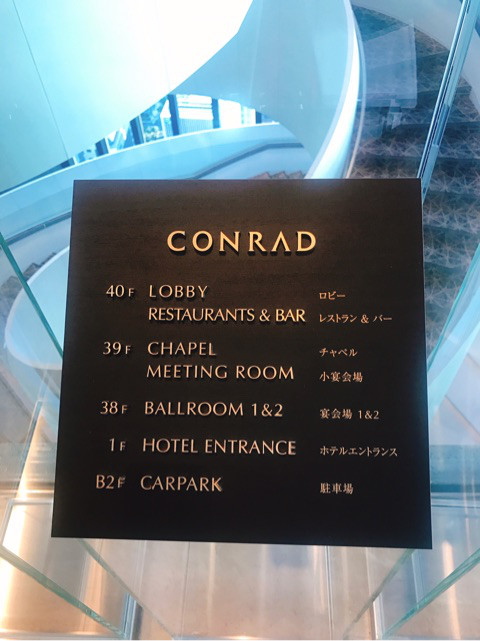 CONRAD
40F LOBBY ロビー
RESTAURANTS & BAR レストラン & バー
39F CHAPEL チャペル
MEETING ROOM 小宴会場
38F BALLROOM 1&2 宴会場 1&2
1F HOTEL ENTRANCE ホテルエントランス
B2F CARPARK 駐車場